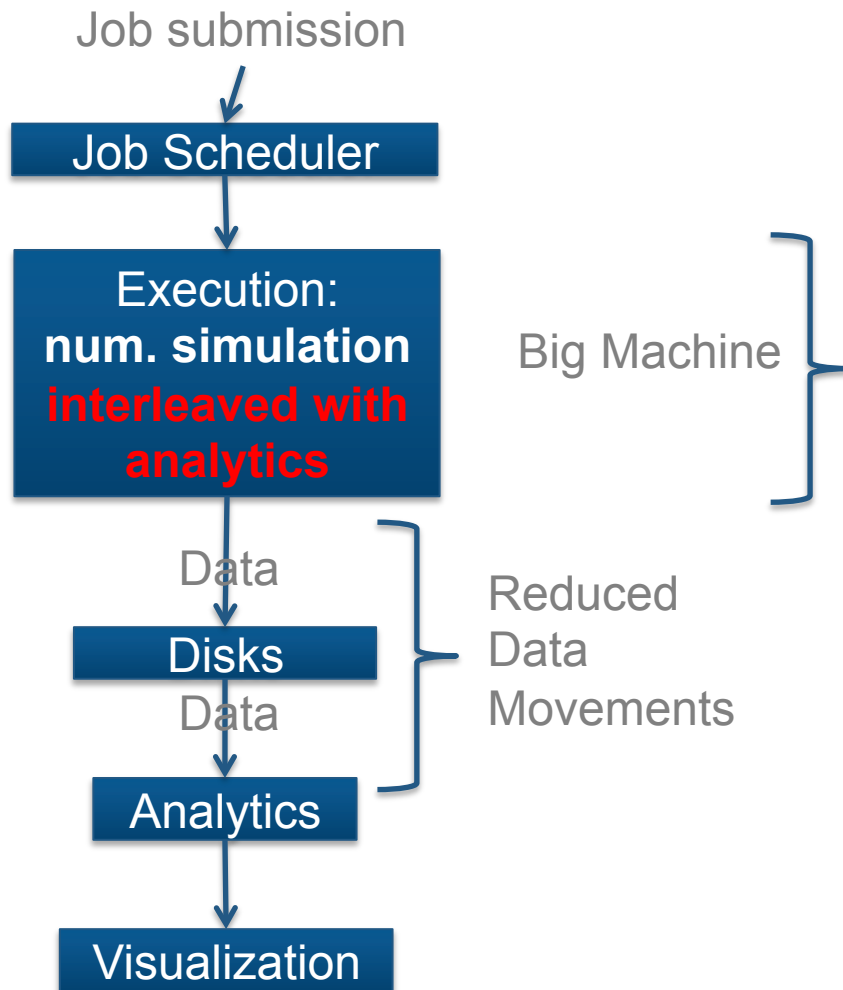 Job submission
Job Scheduler
Execution:
num. simulation
interleaved with
analytics
Big Machine
Data
Disks
Data
Reduced
Data
Movements
Analytics
Visualization